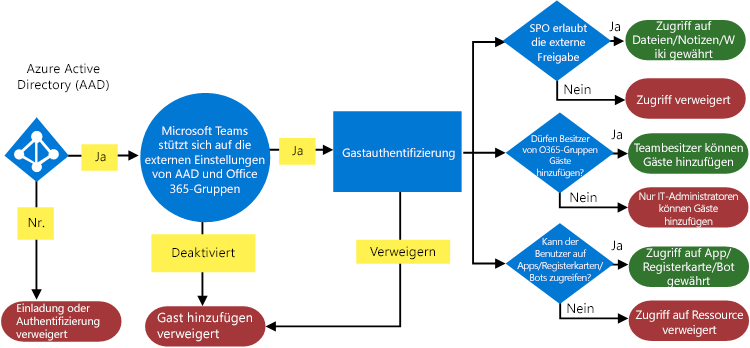 Azure Active
Directory (AAD)
Ja
Nr.
Einladung oder
Authentifizierung
verweigert
Microsoft Teams
stützt sich auf die
externen Einstellungen
von AAD und Office
365-Gruppen
Ja
Deaktiviert
Gast hinzufügen
verweigert
Gastauthentifizierung
Verweigern
SPO erlaubt
die externe
Freigabe
Ja
Zugriff auf
Dateien/Notizen/W
iki gewährt
Nein
Zugriff verweigert
Dürfen Besitzer
von O365-Gruppen
Gäste
hinzufügen?
Ja
Teambesitzer können
Gäste hinzufügen
Nein
Nur IT-Administratoren
können Gäste
hinzufügen
Kann der
Benutzer auf
Apps/Registerkarten/
Bots zugreifen?
Ja
Zugriff auf App/
Registerkarte/Bot
gewährt
Nein
Zugriff auf Ressource
verweigert